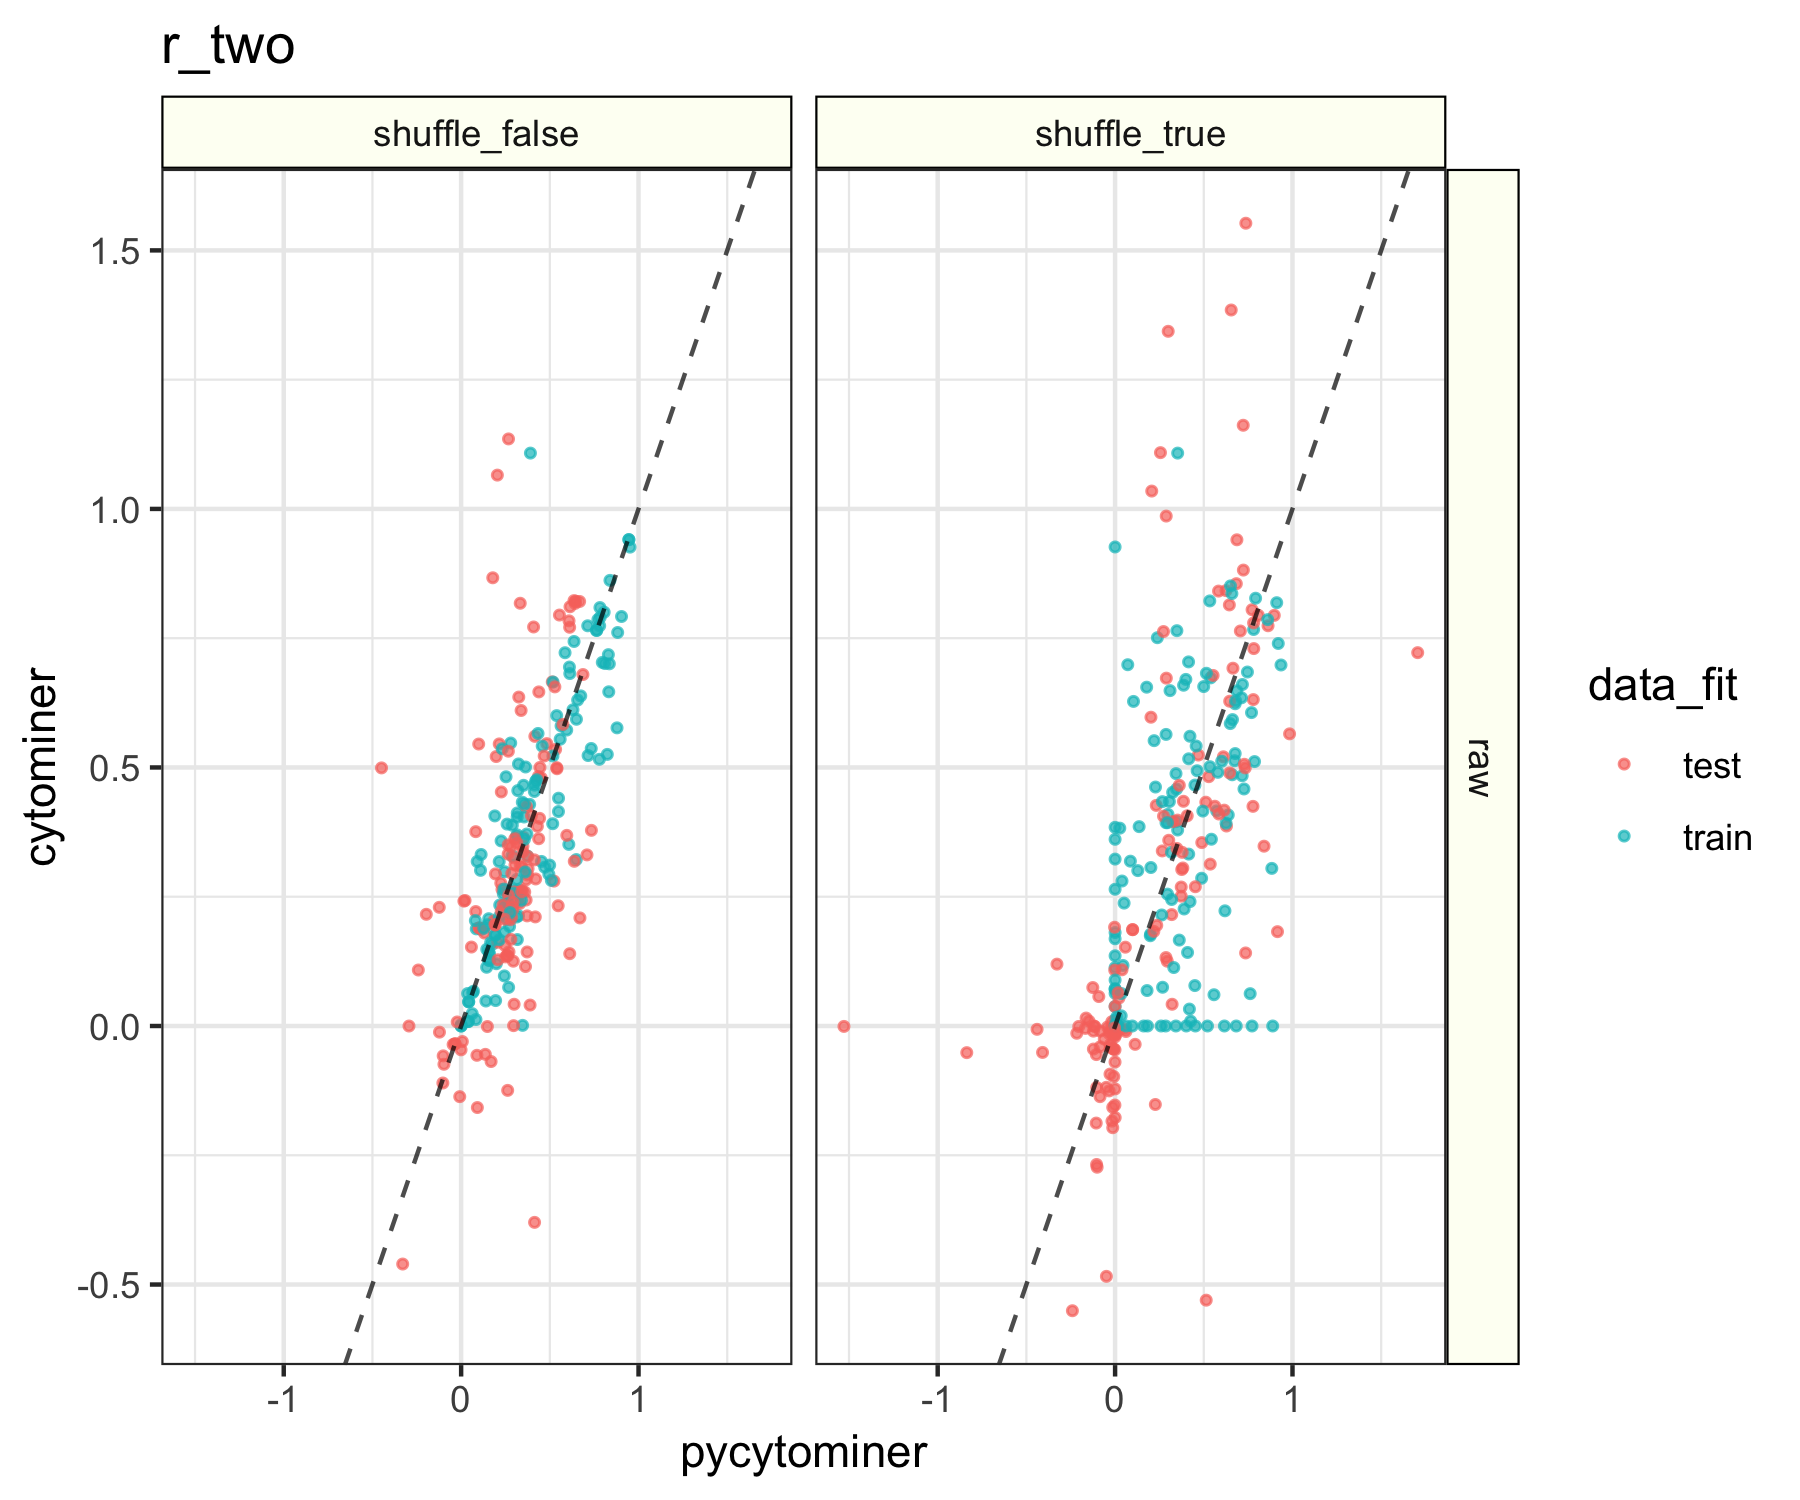 r_two
shuffle_false
shuffle_true
raw
cytominer
1.5
1.0
0.5
0.0
-0.5
-1
0
1
-1
0
1
pycytominer
data_fit
test
train